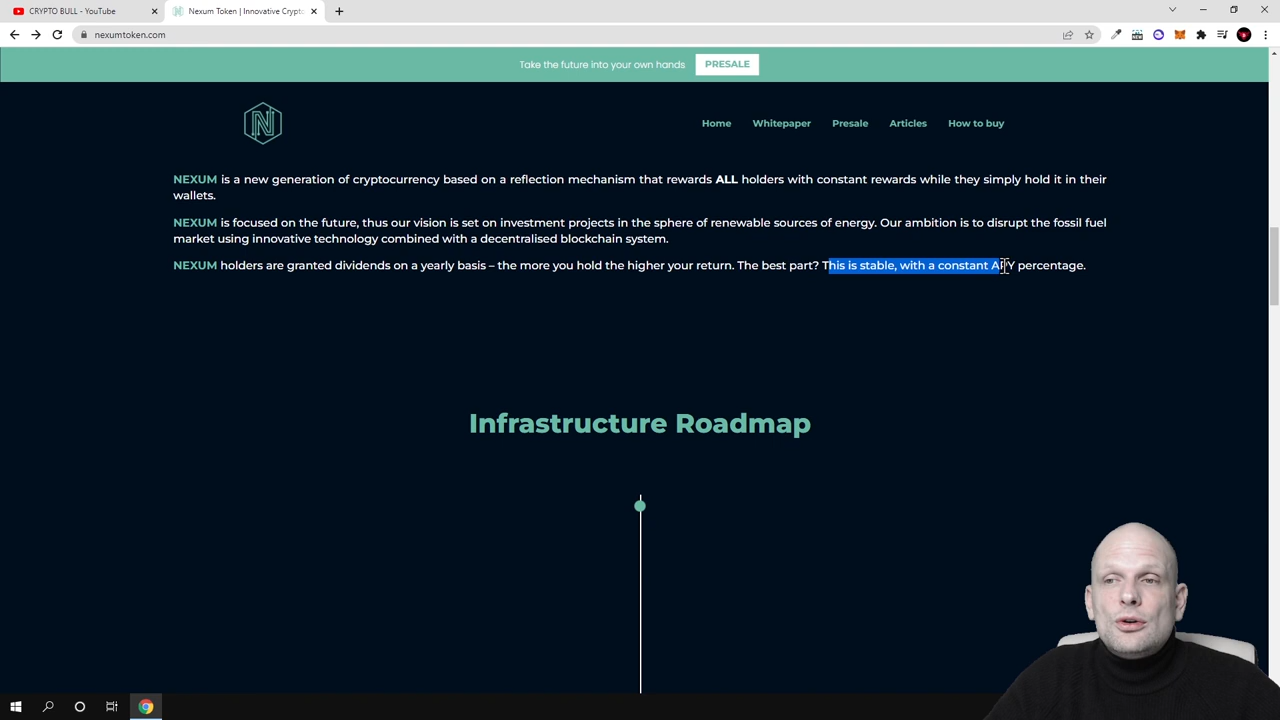 CRYPTO BULL - YouTube
Nexum Token | Innovative Crypto
nexumtoken.com
Take the future into your own hands
PRESALE
N
Home
Whitepaper
Presale
Articles
How to buy
NEXUM is a new generation of cryptocurrency based on a reflection mechanism that rewards ALL holders with constant rewards while they simply hold it in their
wallets.
NEXUM is focused on the future, thus our vision is set on investment projects in the sphere of renewable sources of energy. Our ambition is to disrupt the fossil fuel
market using innovative technology combined with a decentralised blockchain system.
NEXUM holders are granted dividends on a yearly basis – the more you hold the higher your return. The best part? This is stable, with a constant APY percentage.
Infrastructure Roadmap